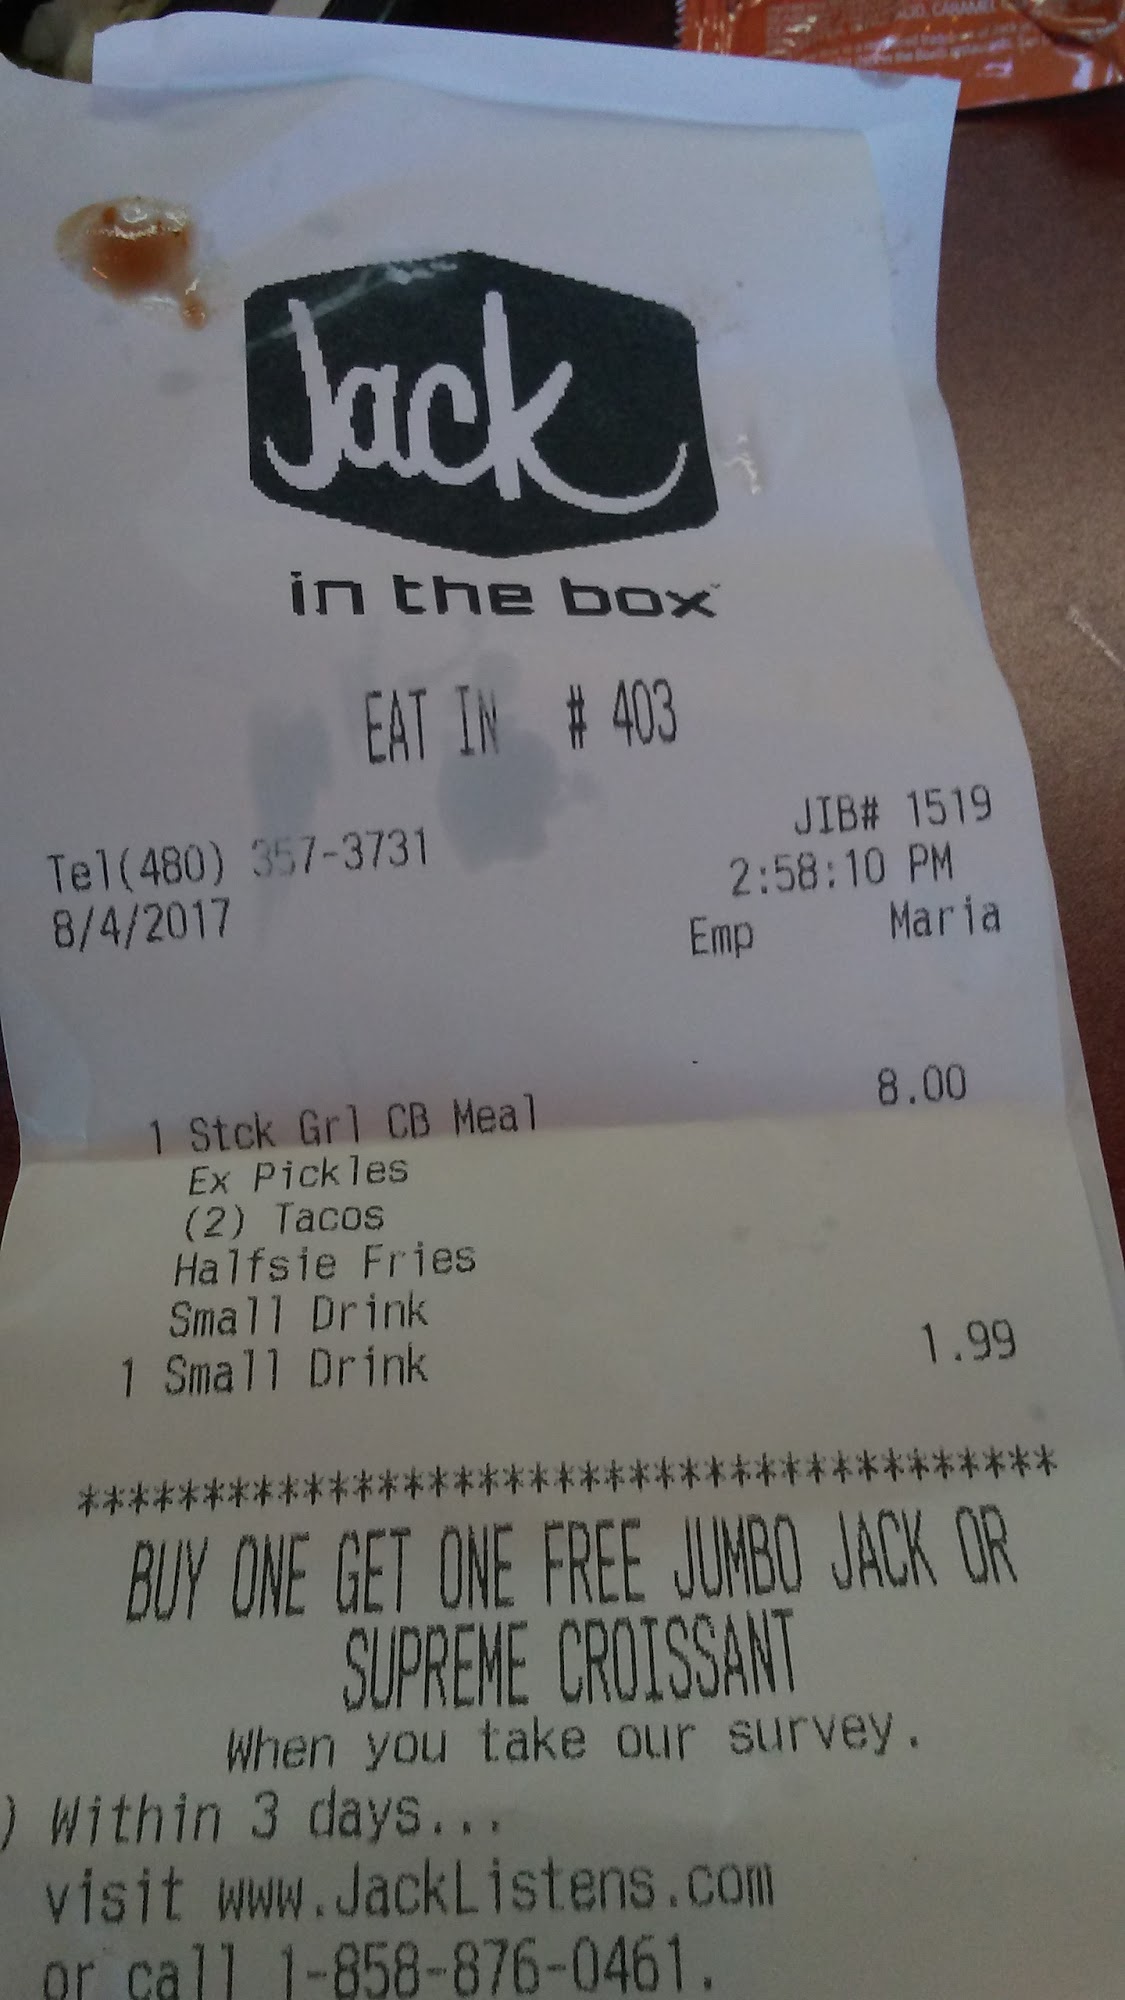 ACID, CARAMEL
Jack
in the box
EAT IN # 403
JIB# 1519
Tel(480) 357-3731 2:58:10 PM
8/4/2017 Emp Maria
1 Stck Grl CB Meal 8.00
Ex Pickles
(2) Tacos
Halfsie Fries
Small Drink
1 Small Drink 1.99
***************************************
BUY ONE GET ONE FREE JUMBO JACK OR
SUPREME CROISSANT
When you take our survey.
) Within 3 days...
visit www.JackListens.com
or call 1-858-876-0461.